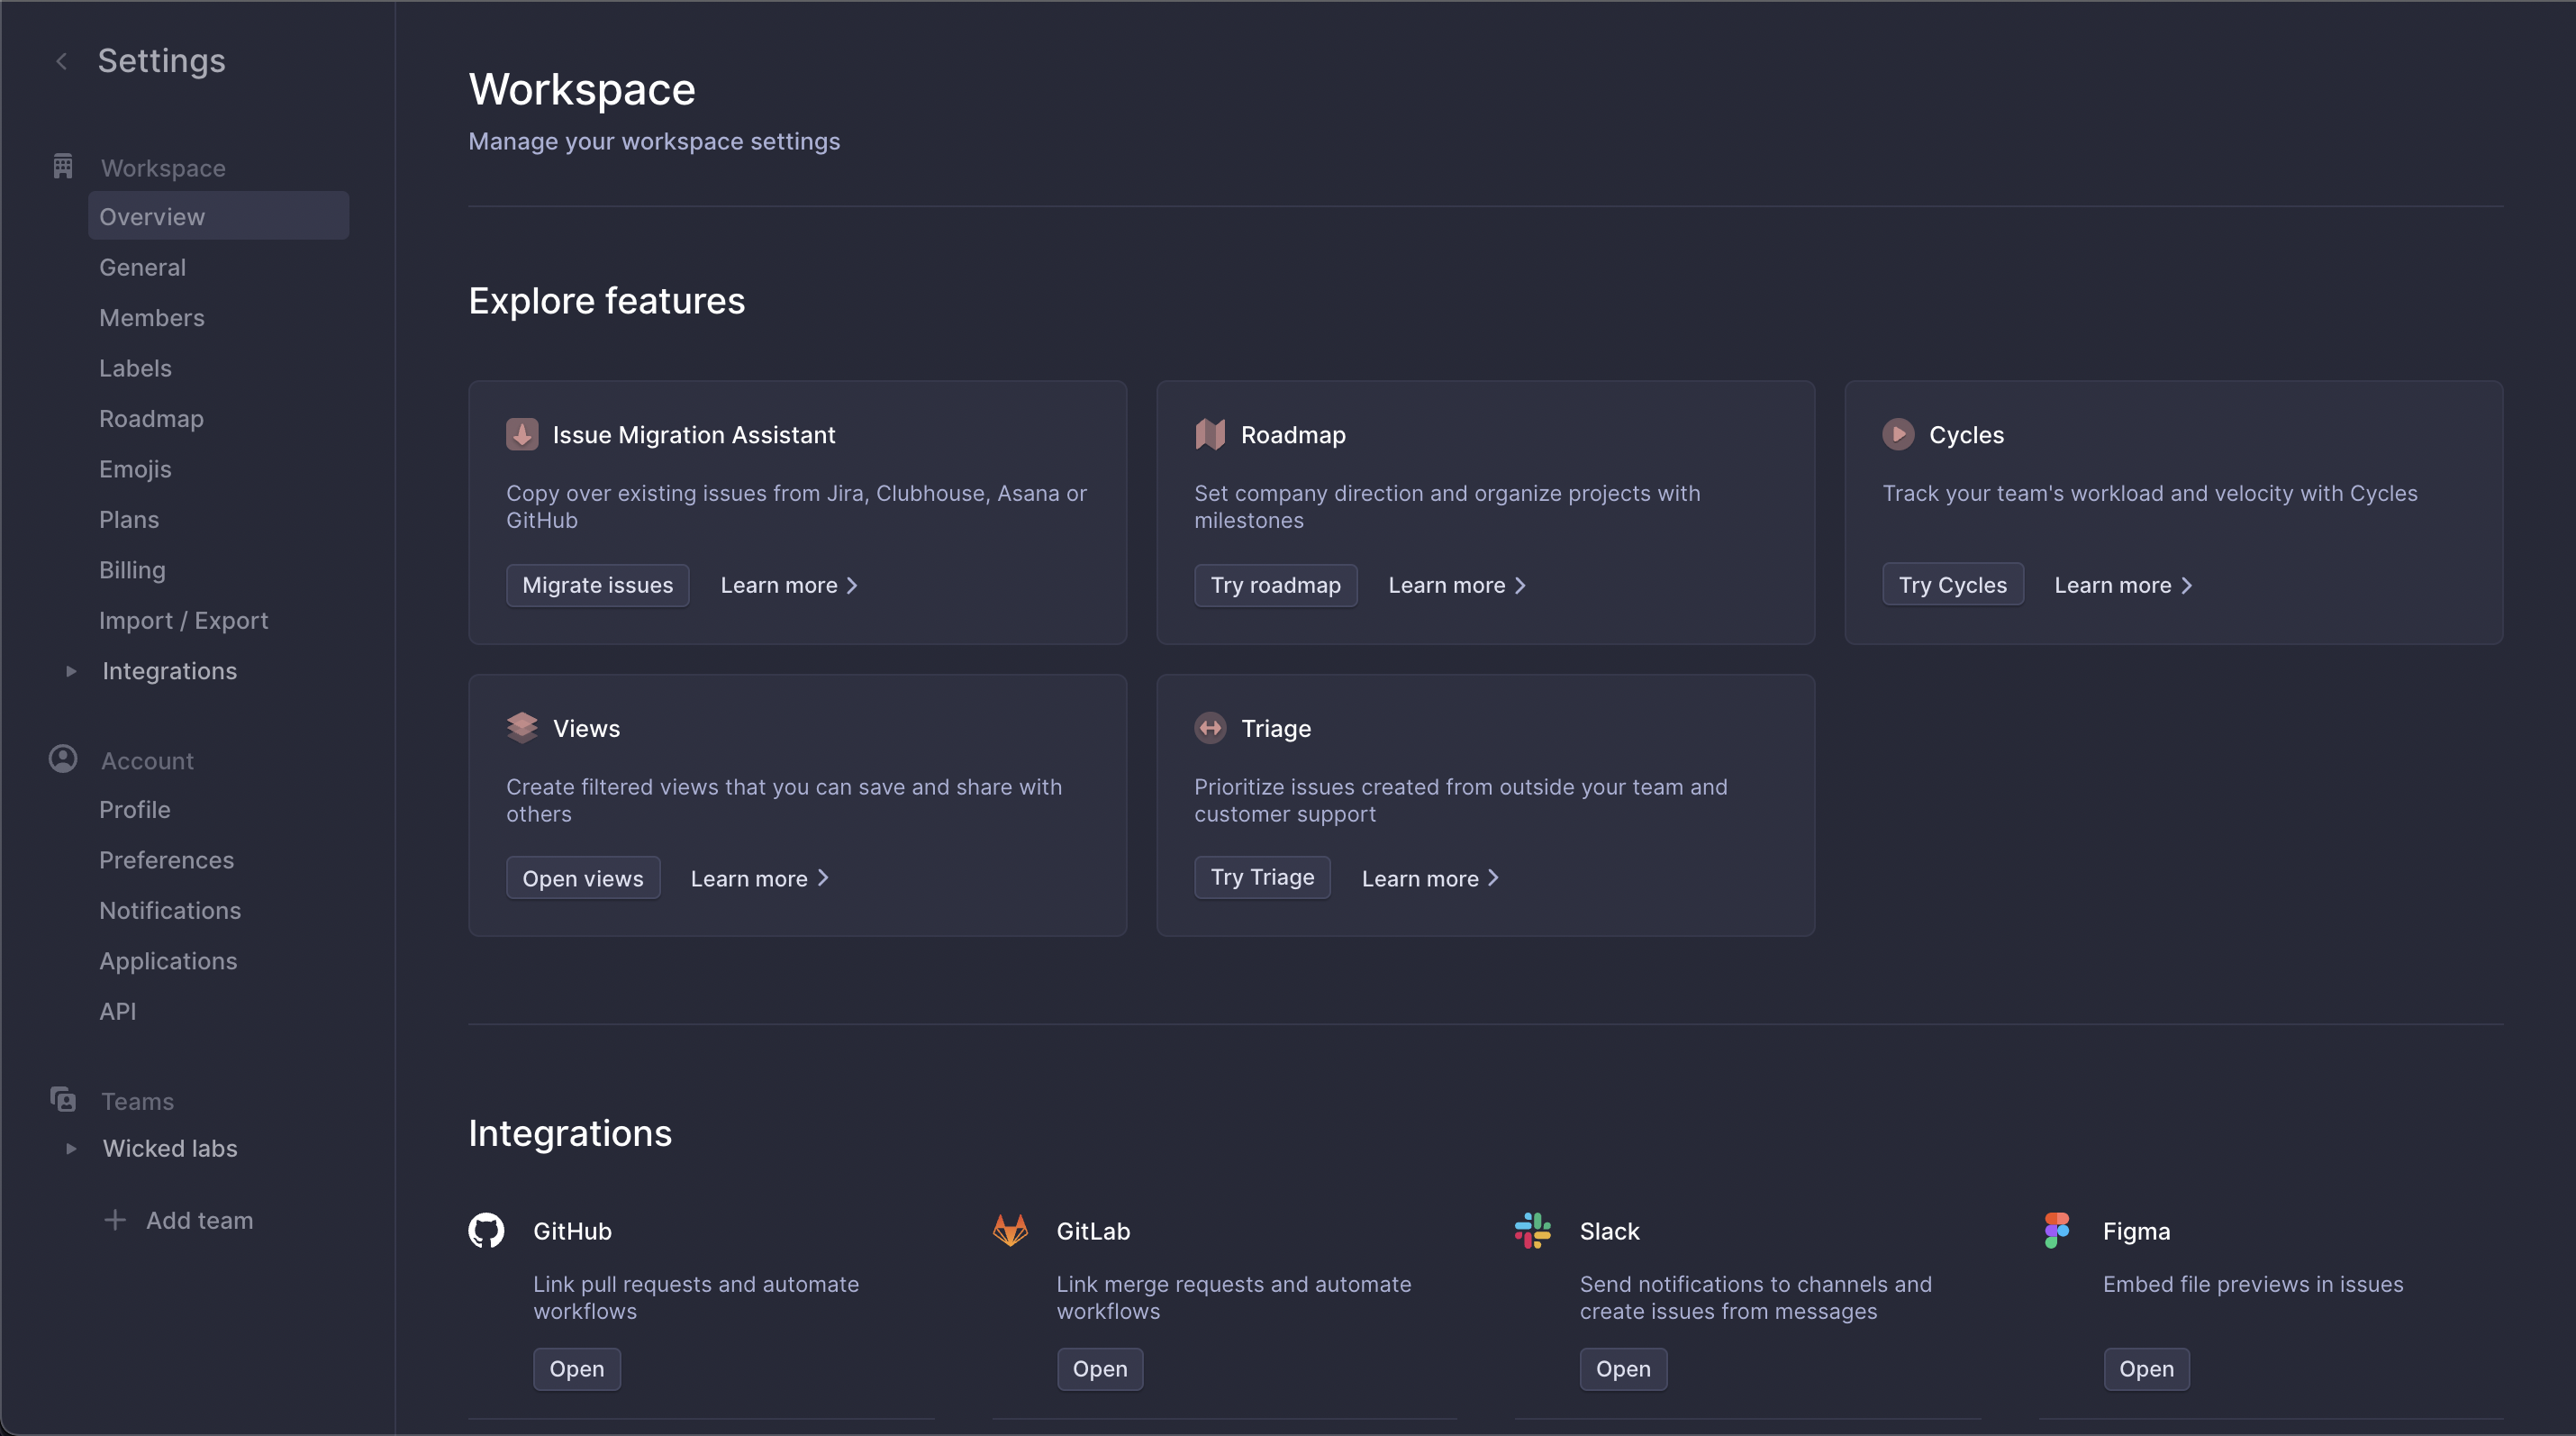 Settings
Workspace
Overview
General
Members
Labels
Roadmap
Emojis
Plans
Billing
Import / Export
Integrations
Account
Profile
Preferences
Notifications
Applications
API
Teams
Wicked labs
Add team
Workspace
Manage your workspace settings
Explore features
Issue Migration Assistant
Copy over existing issues from Jira, Clubhouse, Asana or
GitHub
Migrate issues
Learn more
Roadmap
Set company direction and organize projects with
milestones
Try roadmap
Learn more
Cycles
Track your team's workload and velocity with Cycles
Try Cycles
Learn more
Views
Create filtered views that you can save and share with
others
Open views
Learn more
Triage
Prioritize issues created from outside your team and
customer support
Try Triage
Learn more
Integrations
GitHub
Link pull requests and automate
workflows
Open
GitLab
Link merge requests and automate
workflows
Open
Slack
Send notifications to channels and
create issues from messages
Open
Figma
Embed file previews in issues
Open